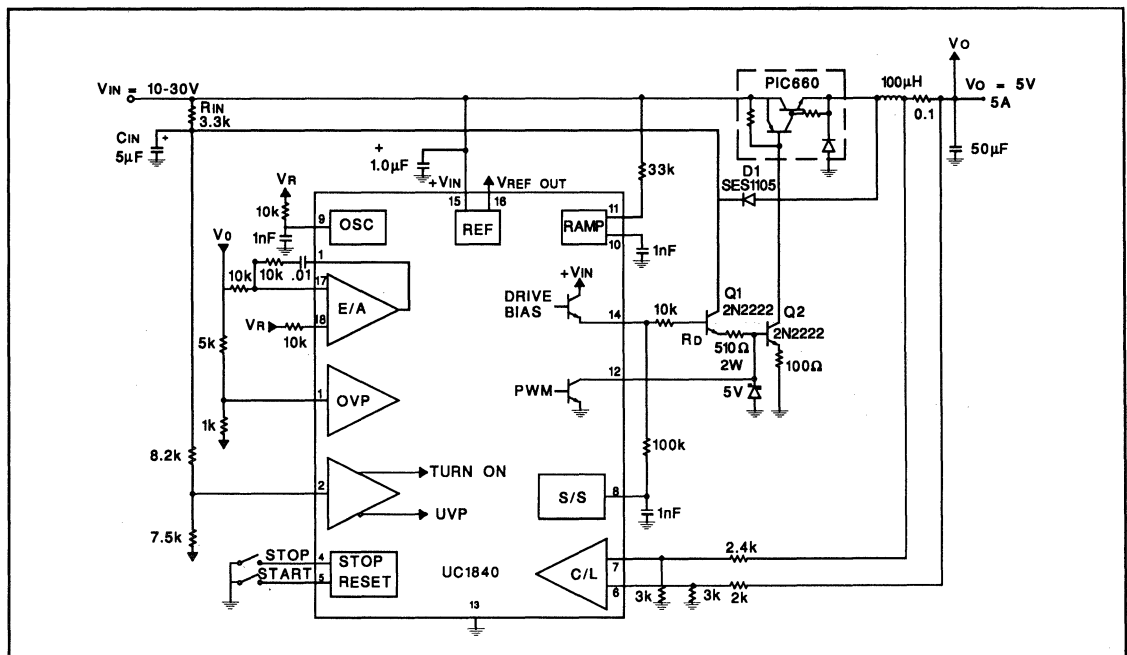 VO
PIC660
100µH
VO = 5V
5A
VIN = 10-30V
RIN
3.3k
0.1
CIN
+
5µF
50µF
+
1.0µF
33k
D1
SES1105
+VIN
VREF OUT
VR
15
16
11
10k
9
OSC
REF
RAMP
10
VO
1nF
1
1nF
10k
10k
.01
+VIN
17
DRIVE
BIAS
Q1
2N2222
Q2
2N2222
E/A
14
10k
18
VR
10k
RD
510Ω
2W
100Ω
5k
12
PWM
5V
1
OVP
1k
100k
8.2k
TURN ON
2
S/S
8
UVP
1nF
7.5k
2.4k
STOP
4
STOP
7
START
5
RESET
UC1840
C/L
6
3k
3k
2k
13